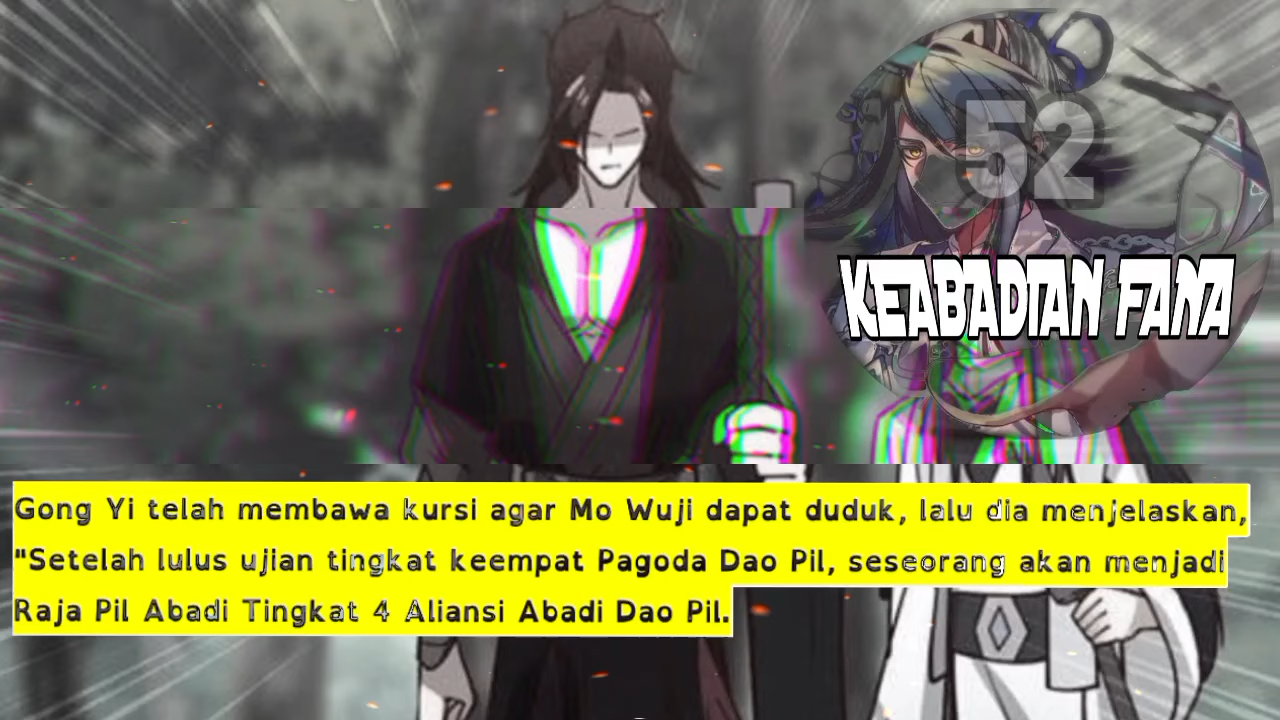 52
KEABADIAN FANA
Gong Yi telah membawa kursi agar Mo Wuji dapat duduk, lalu dia menjelaskan,
"Setelah lulus ujian tingkat keempat Pagoda Dao Pil, seseorang akan menjadi
Raja Pil Abadi Tingkat 4 Aliansi Abadi Dao Pil.